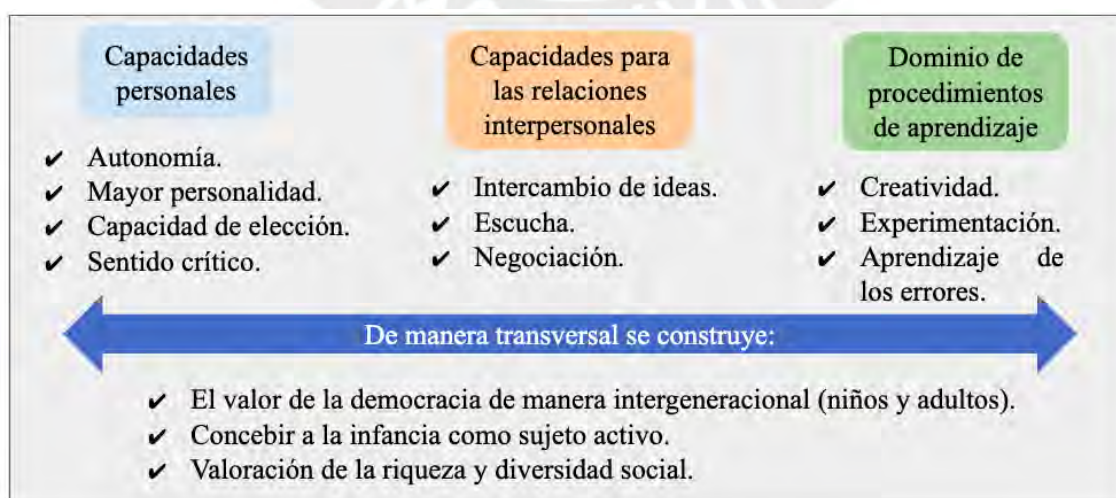 Capacidades
personales
✔ Autonomía.
✔ Mayor personalidad.
✔ Capacidad de elección.
✔ Sentido crítico.
Capacidades para
las relaciones
interpersonales
✔ Intercambio de ideas.
✔ Escucha.
✔ Negociación.
Dominio de
procedimientos
de aprendizaje
✔ Creatividad.
✔ Experimentación.
✔ Aprendizaje de
los errores.
De manera transversal se construye:
✔ El valor de la democracia de manera intergeneracional (niños y adultos).
✔ Concebir a la infancia como sujeto activo.
✔ Valoración de la riqueza y diversidad social.